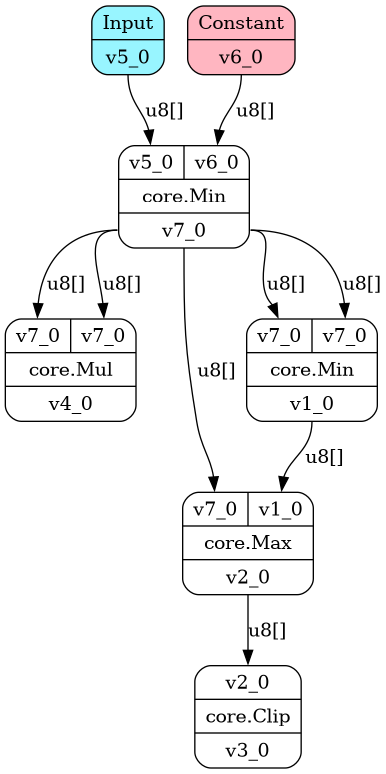 Input
v5_0
Constant
v6_0
u8[]
u8[]
v5_0 v6_0
core.Min
v7_0
u8[]
u8[]
u8[]
u8[]
v7_0 v7_0
core.Mul
v4_0
v7_0 v7_0
core.Min
v1_0
u8[]
u8[]
v7_0 v1_0
core.Max
v2_0
u8[]
v2_0
core.Clip
v3_0